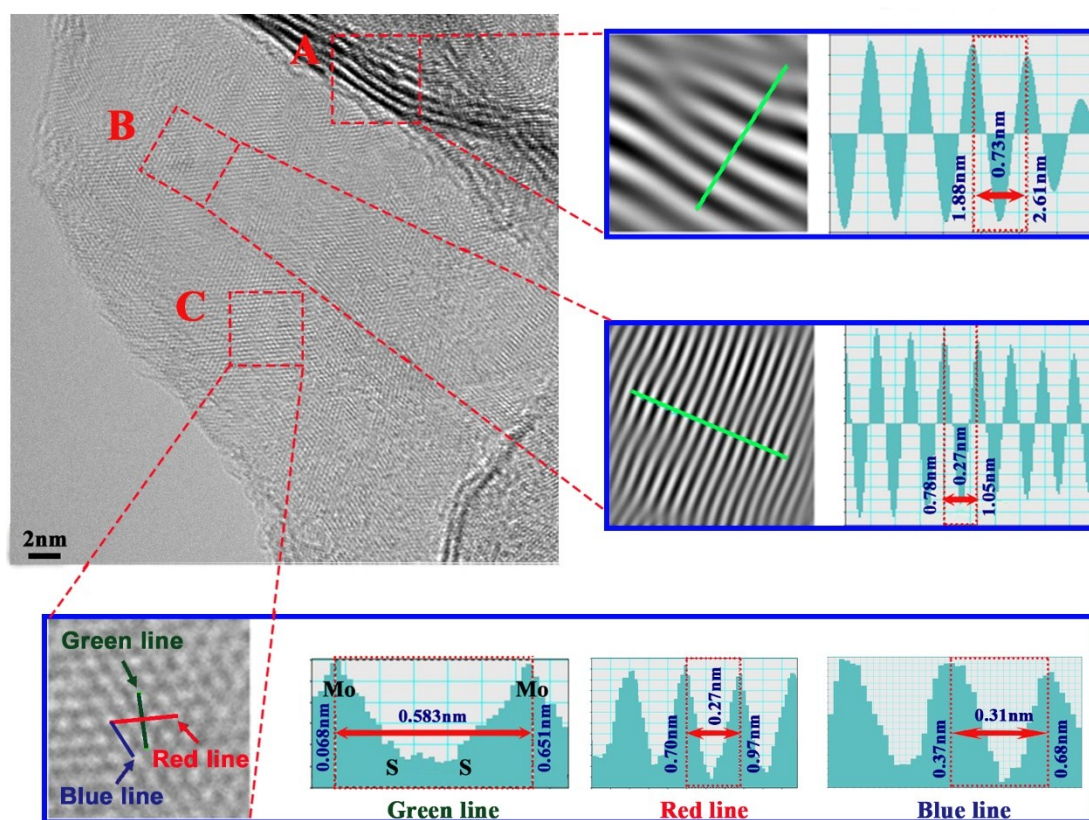 A
B
C
2nm
1.88nm
0.73nm
2.61nm
0.78nm
0.27nm
1.05nm
Green line
Red line
Blue line
Mo
Mo
0.068nm
0.583nm
0.651nm
S
S
Green line
0.70nm
0.27nm
0.97nm
Red line
0.37nm
0.31nm
0.68nm
Blue line